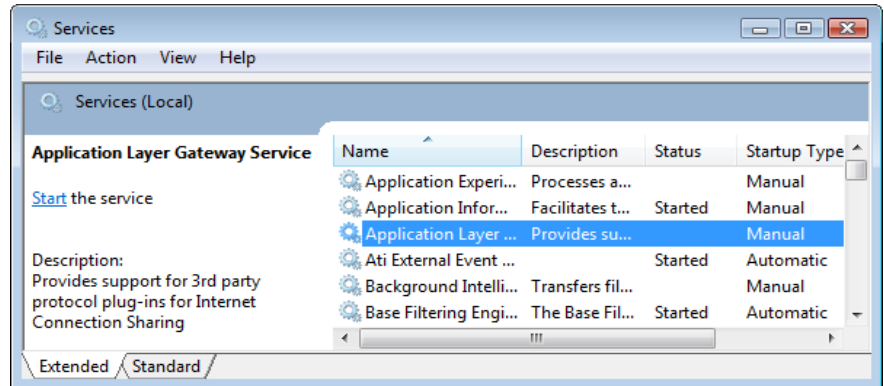 Services
File Action View Help
Services (Local)
Application Layer Gateway Service
Start the service
Description:
Provides support for 3rd party
protocol plug-ins for Internet
Connection Sharing
Name Description Status Startup Type
Application Experi... Processes a... Manual
Application Infor... Facilitates t... Started Manual
Application Layer ... Provides su... Manual
Ati External Event ... Started Automatic
Background Intelli... Transfers fil... Manual
Base Filtering Engi... The Base Fil... Started Automatic
Extended Standard